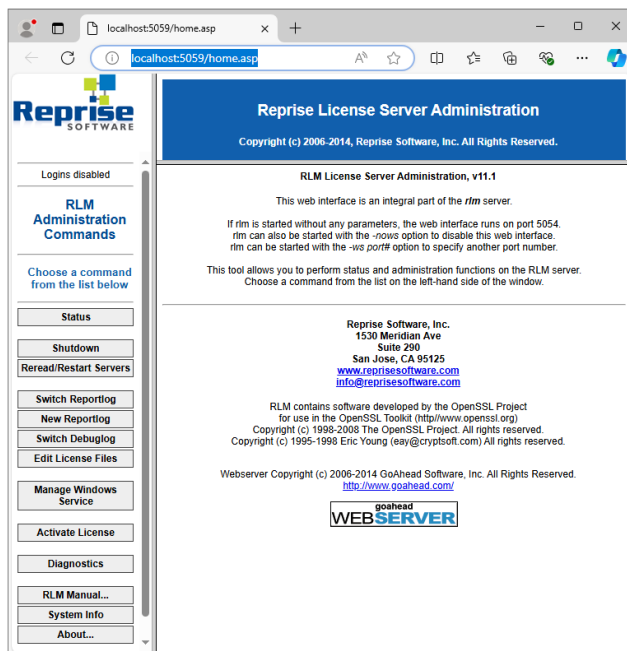 localhost:5059/home.asp
localhost:5059/home.asp
Reprise
SOFTWARE
Logins disabled
RLM
Administration
Commands
Choose a command
from the list below
Status
Shutdown
Reread/Restart Servers
Switch Reportlog
New Reportlog
Switch Debuglog
Edit License Files
Manage Windows
Service
Activate License
Diagnostics
RLM Manual...
System Info
About...
Reprise License Server Administration
Copyright (c) 2006-2014, Reprise Software, Inc. All Rights Reserved.
RLM License Server Administration, v11.1
This web interface is an integral part of the rlm server.
If rlm is started without any parameters, the web interface runs on port 5054.
rlm can also be started with the -nows option to disable this web interface.
rlm can be started with the -ws port# option to specify another port number.
This tool allows you to perform status and administration functions on the RLM server.
Choose a command from the list on the left-hand side of the window.
Reprise Software, Inc.
1530 Meridian Ave
Suite 290
San Jose, CA 95125
www.reprisesoftware.com
info@reprisesoftware.com
RLM contains software developed by the OpenSSL Project
for use in the OpenSSL Toolkit (http//www.openssl.org)
Copyright (c) 1998-2008 The OpenSSL Project. All rights reserved.
Copyright (c) 1995-1998 Eric Young (eay@cryptsoft.com) All rights reserved.
Webserver Copyright (c) 2006-2014 GoAhead Software, Inc. All Rights Reserved.
http://www.goahead.com/
goahead
WEBSERVER